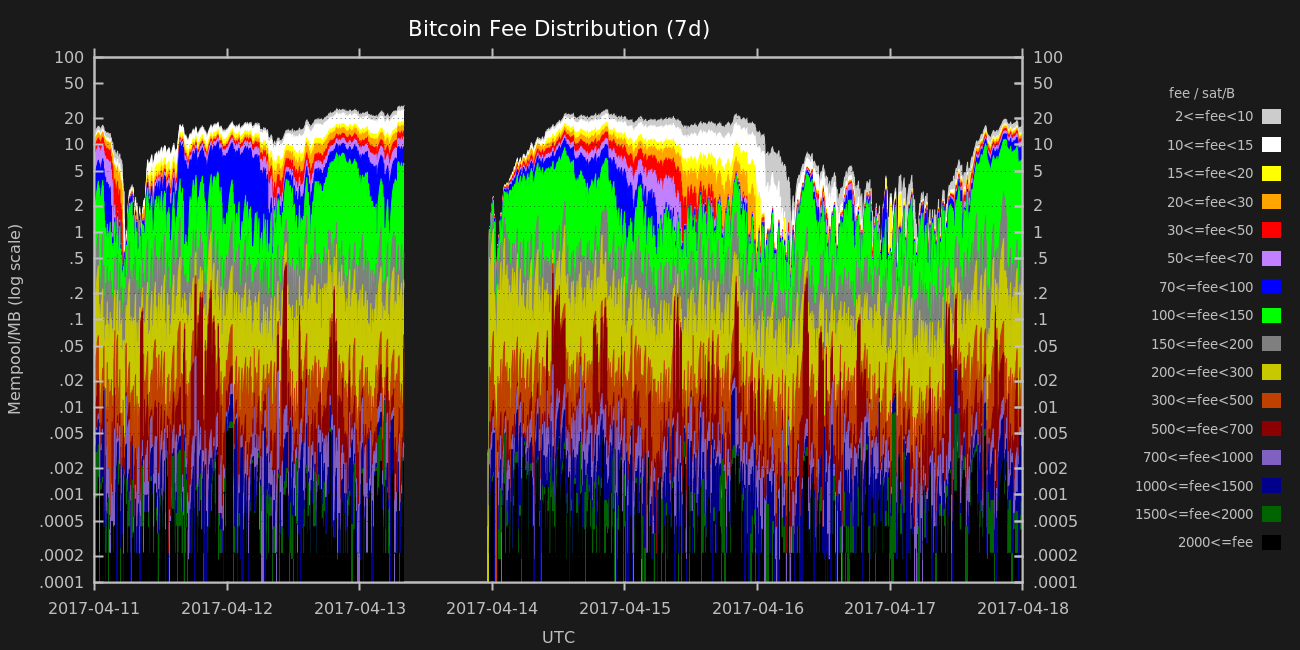 Bitcoin Fee Distribution (7d)
100
50
20
10
5
2
1
.5
.2
.1
.05
.02
.01
.005
.002
.001
.0005
.0002
.0001
Mempool/MB (log scale)
100
50
20
10
5
2
1
.5
.2
.1
.05
.02
.01
.005
.002
.001
.0005
.0002
.0001
2017-04-11 2017-04-12 2017-04-13 2017-04-14 2017-04-15 2017-04-16 2017-04-17 2017-04-18
UTC
fee / sat/B
2<=fee<10
10<=fee<15
15<=fee<20
20<=fee<30
30<=fee<50
50<=fee<70
70<=fee<100
100<=fee<150
150<=fee<200
200<=fee<300
300<=fee<500
500<=fee<700
700<=fee<1000
1000<=fee<1500
1500<=fee<2000
2000<=fee